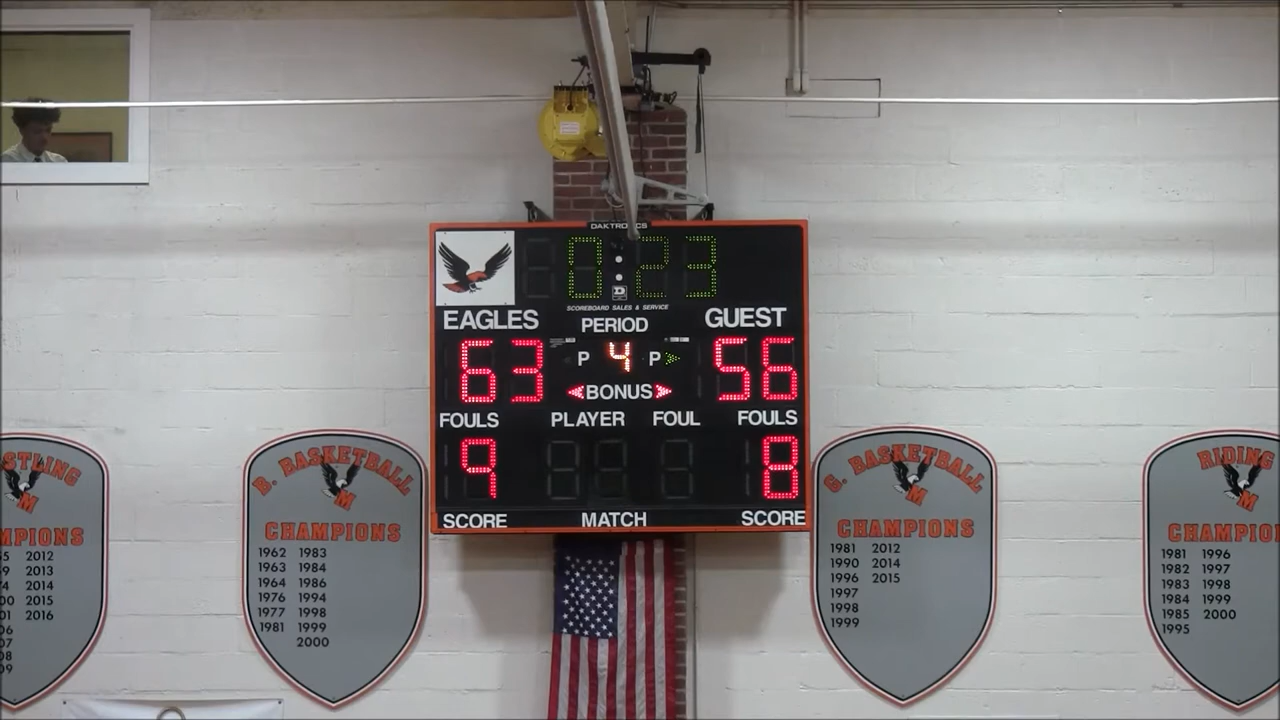 DAKTRONICS
0:23
SCOREBOARD SALES & SERVICE
EAGLES PERIOD GUEST
63 P 4 P 56
BONUS
FOULS PLAYER FOUL FOULS
9 8
SCORE MATCH SCORE
STLING
M
MPIONS
2012
2013
2014
2015
2016
B. BASKETBALL
M
CHAMPIONS
1962 1983
1963 1984
1964 1986
1976 1994
1977 1998
1981 1999
2000
G. BASKETBALL
M
CHAMPIONS
1981 2012
1990 2014
1996 2015
1997
1998
1999
RIDING
M
CHAMPIO
1981 1996
1982 1997
1983 1998
1984 1999
1985 2000
1995